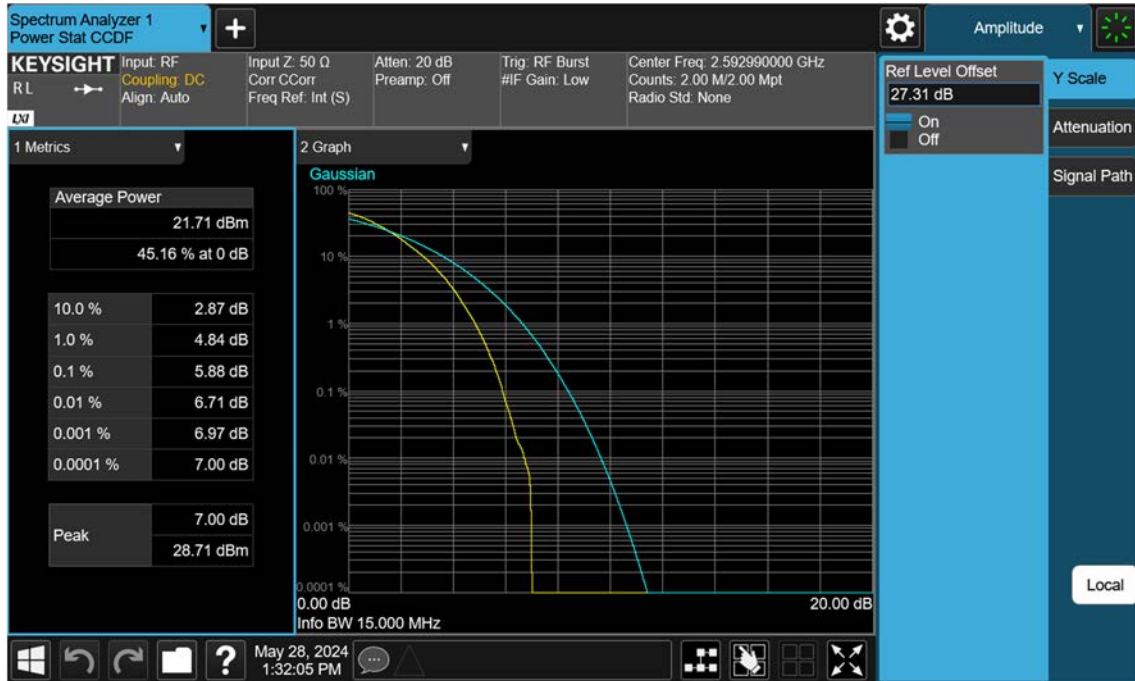 Spectrum Analyzer 1
Power Stat CCDF
+
Amplitude
KEYSIGHT
R L
LXI
Input: RF
Coupling: DC
Align: Auto
Input Z: 50 Ω
Corr CCorr
Freq Ref: Int (S)
Atten: 20 dB
Preamp: Off
Trig: RF Burst
#IF Gain: Low
Center Freq: 2.592990000 GHz
Counts: 2.00 M/2.00 Mpt
Radio Std: None
Ref Level Offset
27.31 dB
On
Off
Y Scale
Attenuation
Signal Path
1 Metrics
Average Power
21.71 dBm
45.16 % at 0 dB
10.0 % 2.87 dB
1.0 % 4.84 dB
0.1 % 5.88 dB
0.01 % 6.71 dB
0.001 % 6.97 dB
0.0001 % 7.00 dB
Peak
7.00 dB
28.71 dBm
2 Graph
Gaussian
100 %
10 %
1 %
0.1 %
0.01 %
0.001 %
0.0001 %
0.00 dB 20.00 dB
Info BW 15.000 MHz
Local
?
May 28, 2024
1:32:05 PM